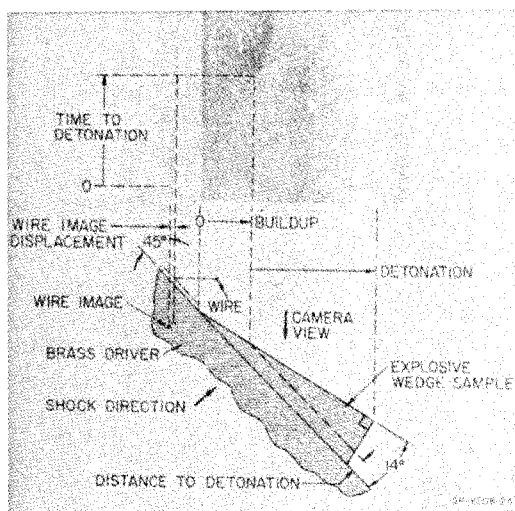 TIME TO
DETONATION
0
WIRE IMAGE
DISPLACEMENT
0
BUILDUP
45°
DETONATION
WIRE IMAGE
WIRE
CAMERA
VIEW
BRASS DRIVER
EXPLOSIVE
WEDGE SAMPLE
SHOCK DIRECTION
14°
DISTANCE TO DETONATION